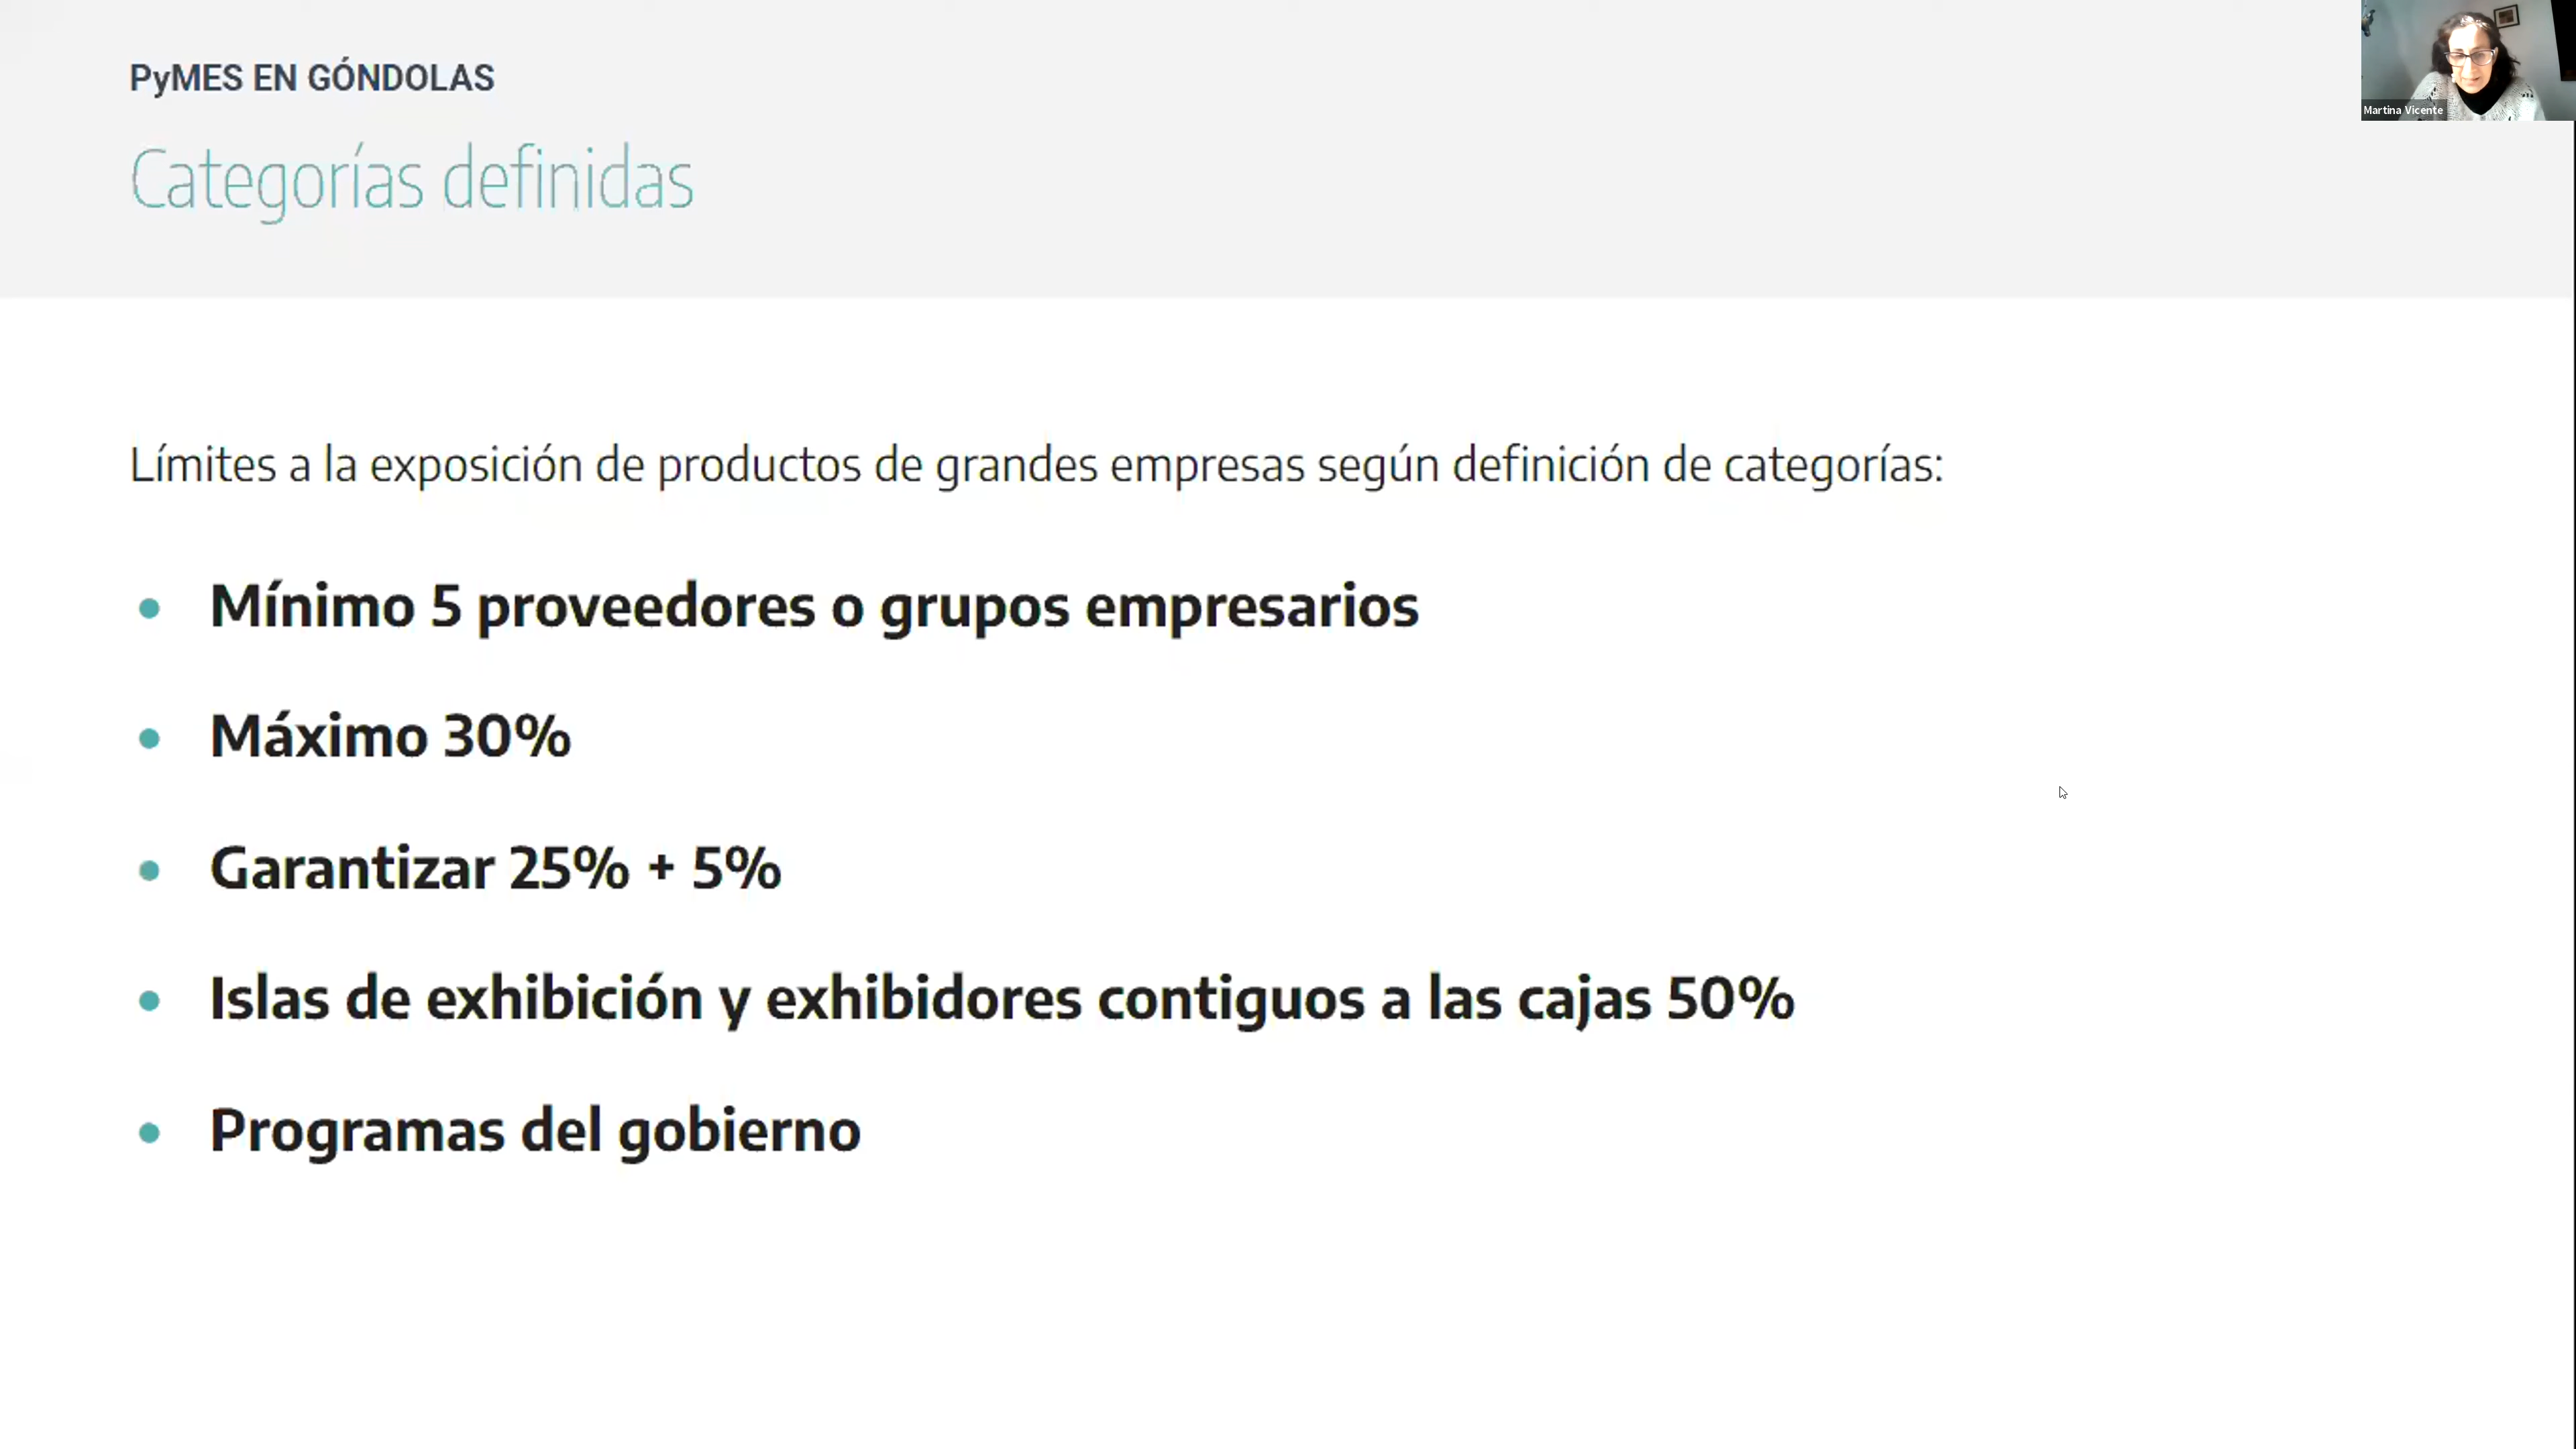 PyMES EN GÓNDOLAS
Martina Vicente
Categorías definidas
Límites a la exposición de productos de grandes empresas según definición de categorías:
Mínimo 5 proveedores o grupos empresarios
Máximo 30%
Garantizar 25% + 5%
Islas de exhibición y exhibidores contiguos a las cajas 50%
Programas del gobierno